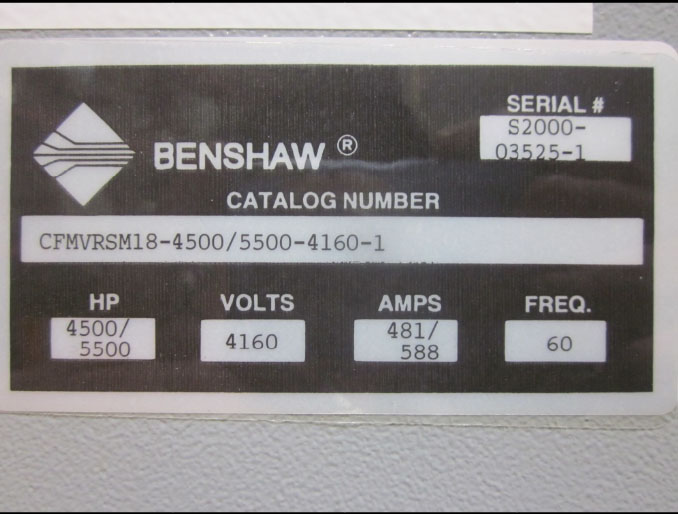 SERIAL #
S2000-
03525-1
BENSHAW ®
CATALOG NUMBER
CFMVRSM18-4500/5500-4160-1
HP VOLTS AMPS FREQ.
4500/
5500
4160
481/
588
60